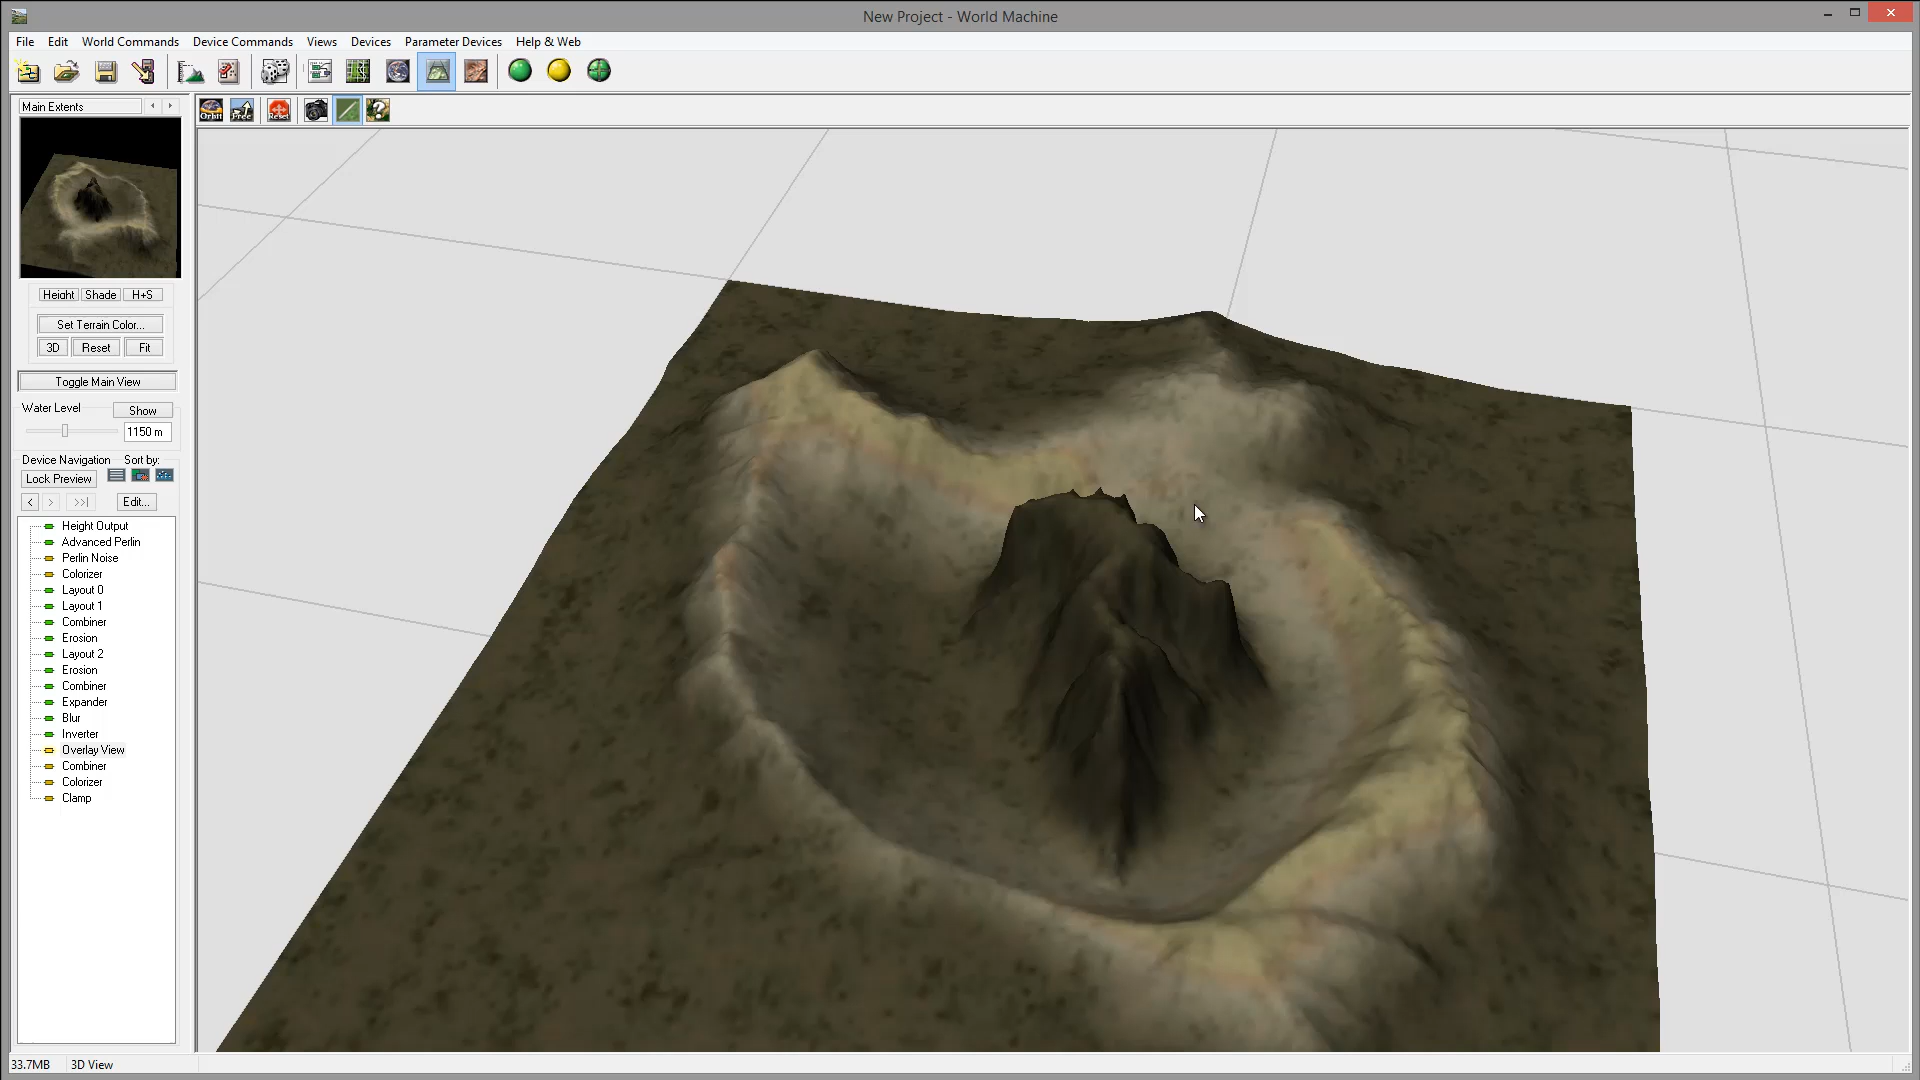 New Project - World Machine
File Edit World Commands Device Commands Views Devices Parameter Devices Help & Web
Main Extents
Orbit Free Reset
Height Shade H+S
Set Terrain Color...
3D Reset Fit
Toggle Main View
Water Level Show
1150 m
Device Navigation Sort by:
Lock Preview
< > >>| Edit...
Height Output
Advanced Perlin
Perlin Noise
Colorizer
Layout 0
Layout 1
Combiner
Erosion
Layout 2
Erosion
Combiner
Expander
Blur
Inverter
Overlay View
Combiner
Colorizer
Clamp
33.7MB 3D View